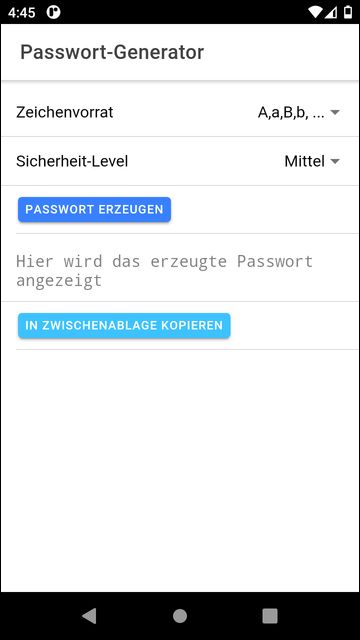 4:45
Passwort-Generator
Zeichenvorrat A,a,B,b, ...
Sicherheit-Level Mittel
PASSWORT ERZEUGEN
Hier wird das erzeugte Passwort
angezeigt
IN ZWISCHENABLAGE KOPIEREN